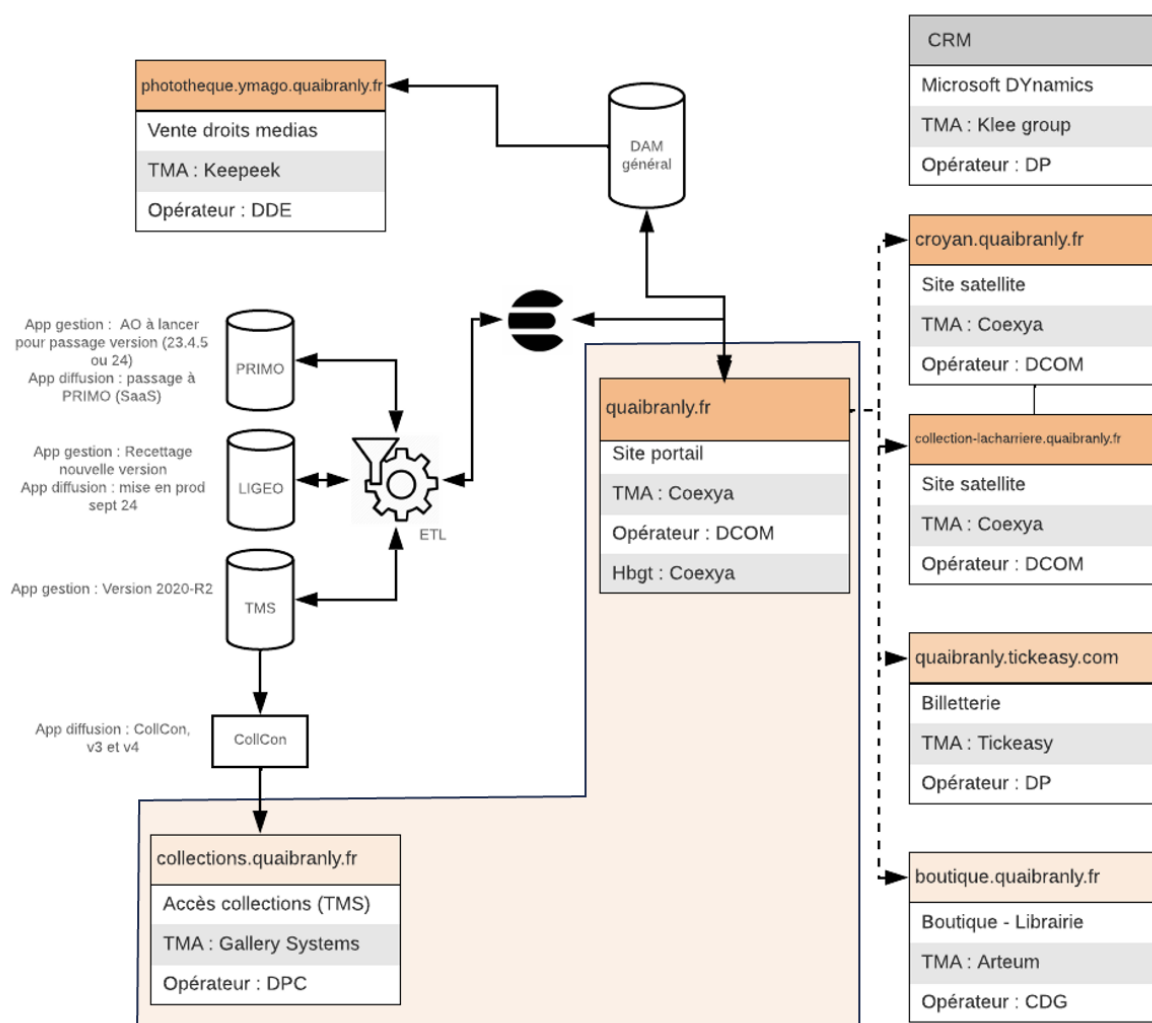 phototheque.ymago.quaibranly.fr
Vente droits medias
TMA : Keepeek
Opérateur : DDE
DAM
général
CRM
Microsoft DYnamics
TMA : Klee group
Opérateur : DP
croyan.quaibranly.fr
Site satellite
TMA : Coexya
Opérateur : DCOM
collection-lacharriere.quaibranly.fr
Site satellite
TMA : Coexya
Opérateur : DCOM
App gestion :  AO à lancer
pour passage version (23.4.5
ou 24)
App diffusion : passage à
PRIMO (SaaS)
PRIMO
App gestion : Recettage
nouvelle version
App diffusion : mise en prod
sept 24
LIGEO
ETL
App gestion : Version 2020-R2
TMS
App diffusion : CollCon,
v3 et v4
CollCon
quaibranly.fr
Site portail
TMA : Coexya
Opérateur : DCOM
Hbgt : Coexya
quaibranly.tickeasy.com
Billetterie
TMA : Tickeasy
Opérateur : DP
collections.quaibranly.fr
Accès collections (TMS)
TMA : Gallery Systems
Opérateur : DPC
boutique.quaibranly.fr
Boutique - Librairie
TMA : Arteum
Opérateur : CDG